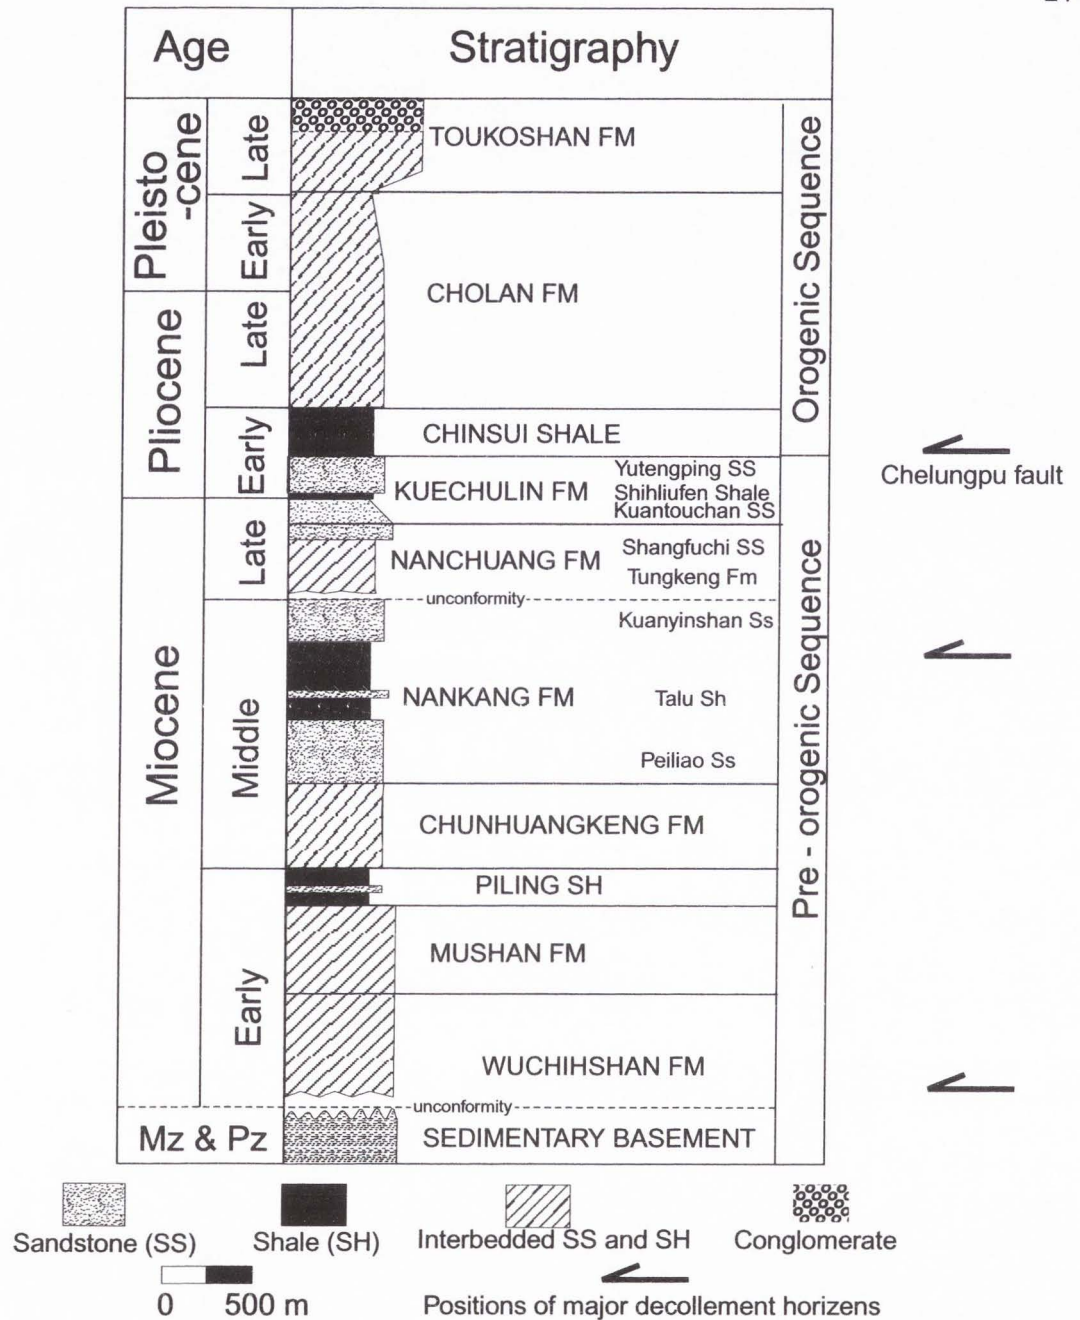 Age
Stratigraphy
Pleisto
-cene
Late
TOUKOSHAN FM
Orogenic Sequence
Early
CHOLAN FM
Pliocene
Late
Early
CHINSUI SHALE
Chelungpu fault
KUECHULIN FM
Yutengping SS
Shihliufen Shale
Kuantouchan SS
Miocene
Late
NANCHUANG FM
Shangfuchi SS
Tungkeng Fm
Pre - orogenic Sequence
unconformity
Middle
Kuanyinshan Ss
NANKANG FM
Talu Sh
Peiliao Ss
CHUNHUANGKENG FM
Early
PILING SH
MUSHAN FM
WUCHIHSHAN FM
unconformity
Mz & Pz
SEDIMENTARY BASEMENT
Sandstone (SS)
Shale (SH)
Interbedded SS and SH
Conglomerate
0 500 m
Positions of major decollement horizens